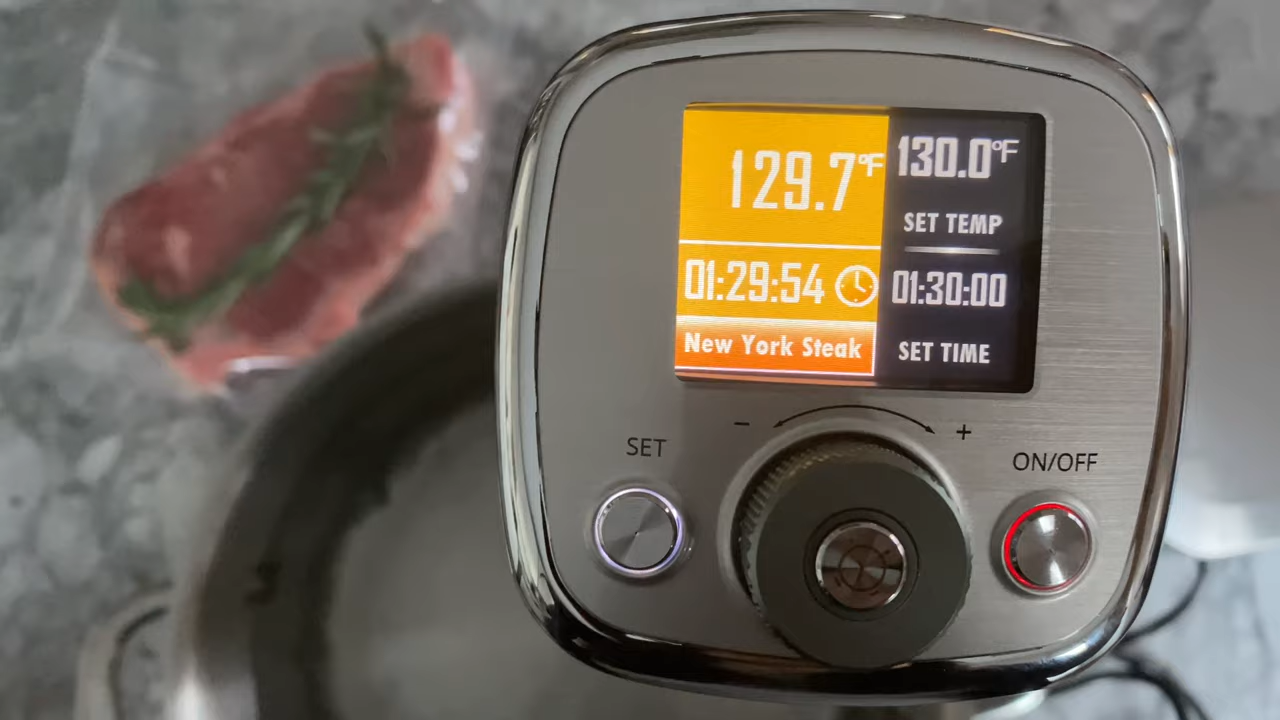 129.7°F
130.0°F
SET TEMP
01:29:54
01:30:00
New York Steak
SET TIME
- +
SET
ON/OFF